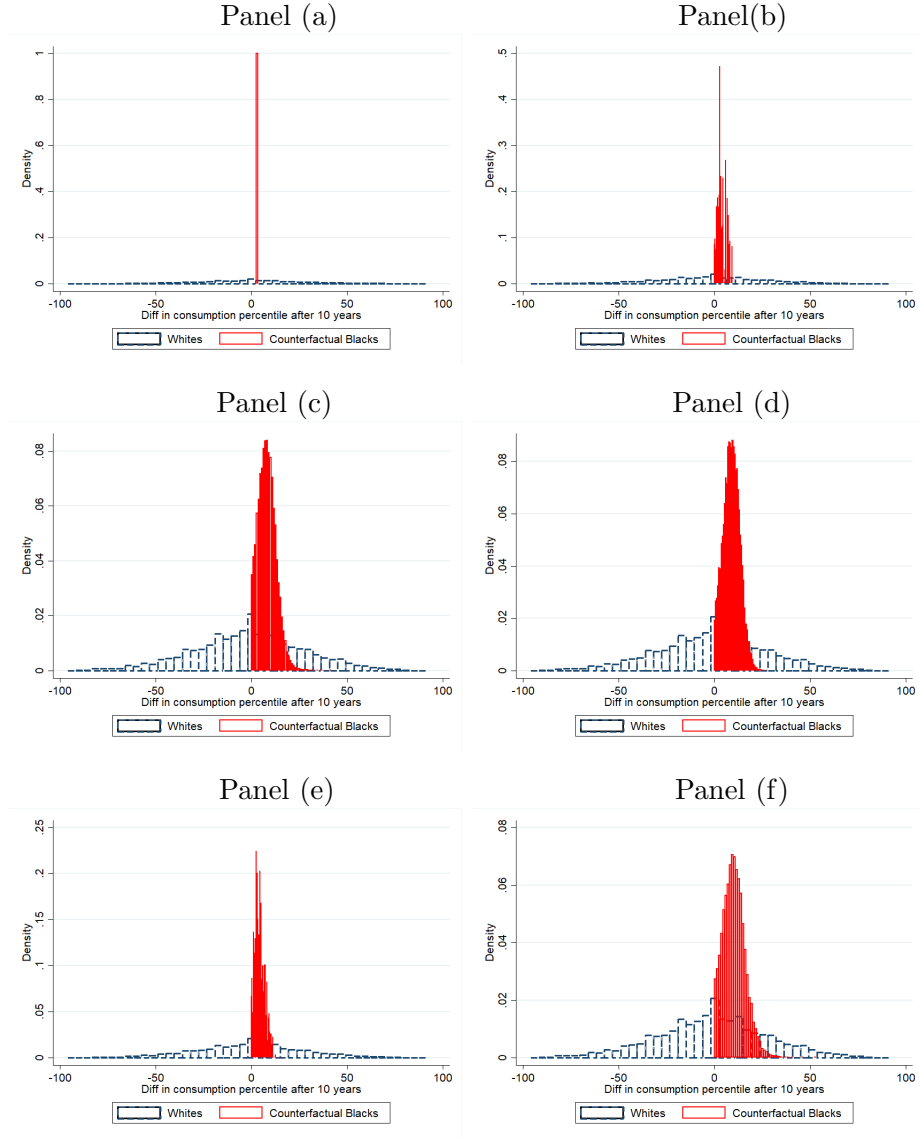 Panel (a)
Panel(b)
Density
0
.2
.4
.6
.8
1
-100
-50
0
50
100
Diff in consumption percentile after 10 years
Whites
Counterfactual Blacks
Density
0
.1
.2
.3
.4
.5
-100
-50
0
50
100
Diff in consumption percentile after 10 years
Whites
Counterfactual Blacks
Panel (c)
Panel (d)
Density
0
.02
.04
.06
.08
-100
-50
0
50
100
Diff in consumption percentile after 10 years
Whites
Counterfactual Blacks
Density
0
.02
.04
.06
.08
-100
-50
0
50
100
Diff in consumption percentile after 10 years
Whites
Counterfactual Blacks
Panel (e)
Panel (f)
Density
0
.05
.1
.15
.2
.25
-100
-50
0
50
100
Diff in consumption percentile after 10 years
Whites
Counterfactual Blacks
Density
0
.02
.04
.06
.08
-100
-50
0
50
100
Diff in consumption percentile after 10 years
Whites
Counterfactual Blacks